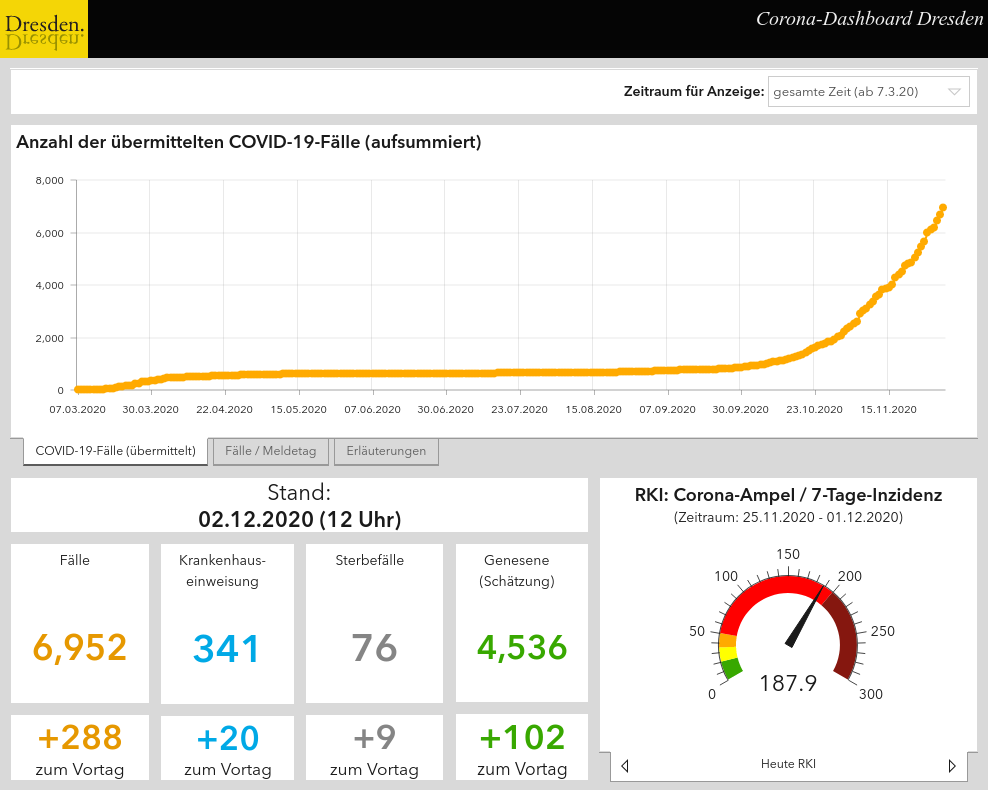 Dresden.
Dresden.
Corona-Dashboard Dresden
Zeitraum für Anzeige: gesamte Zeit (ab 7.3.20)
Anzahl der übermittelten COVID-19-Fälle (aufsummiert)
8,000
6,000
4,000
2,000
0
07.03.2020 30.03.2020 22.04.2020 15.05.2020 07.06.2020 30.06.2020 23.07.2020 15.08.2020 07.09.2020 30.09.2020 23.10.2020 15.11.2020
COVID-19-Fälle (übermittelt) Fälle / Meldetag Erläuterungen
Stand:
02.12.2020 (12 Uhr)
Fälle
6,952
+288
zum Vortag
Krankenhaus-
einweisung
341
+20
zum Vortag
Sterbefälle
76
+9
zum Vortag
Genesene
(Schätzung)
4,536
+102
zum Vortag
RKI: Corona-Ampel / 7-Tage-Inzidenz
(Zeitraum: 25.11.2020 - 01.12.2020)
0
50
100
150
200
250
300
187.9
Heute RKI